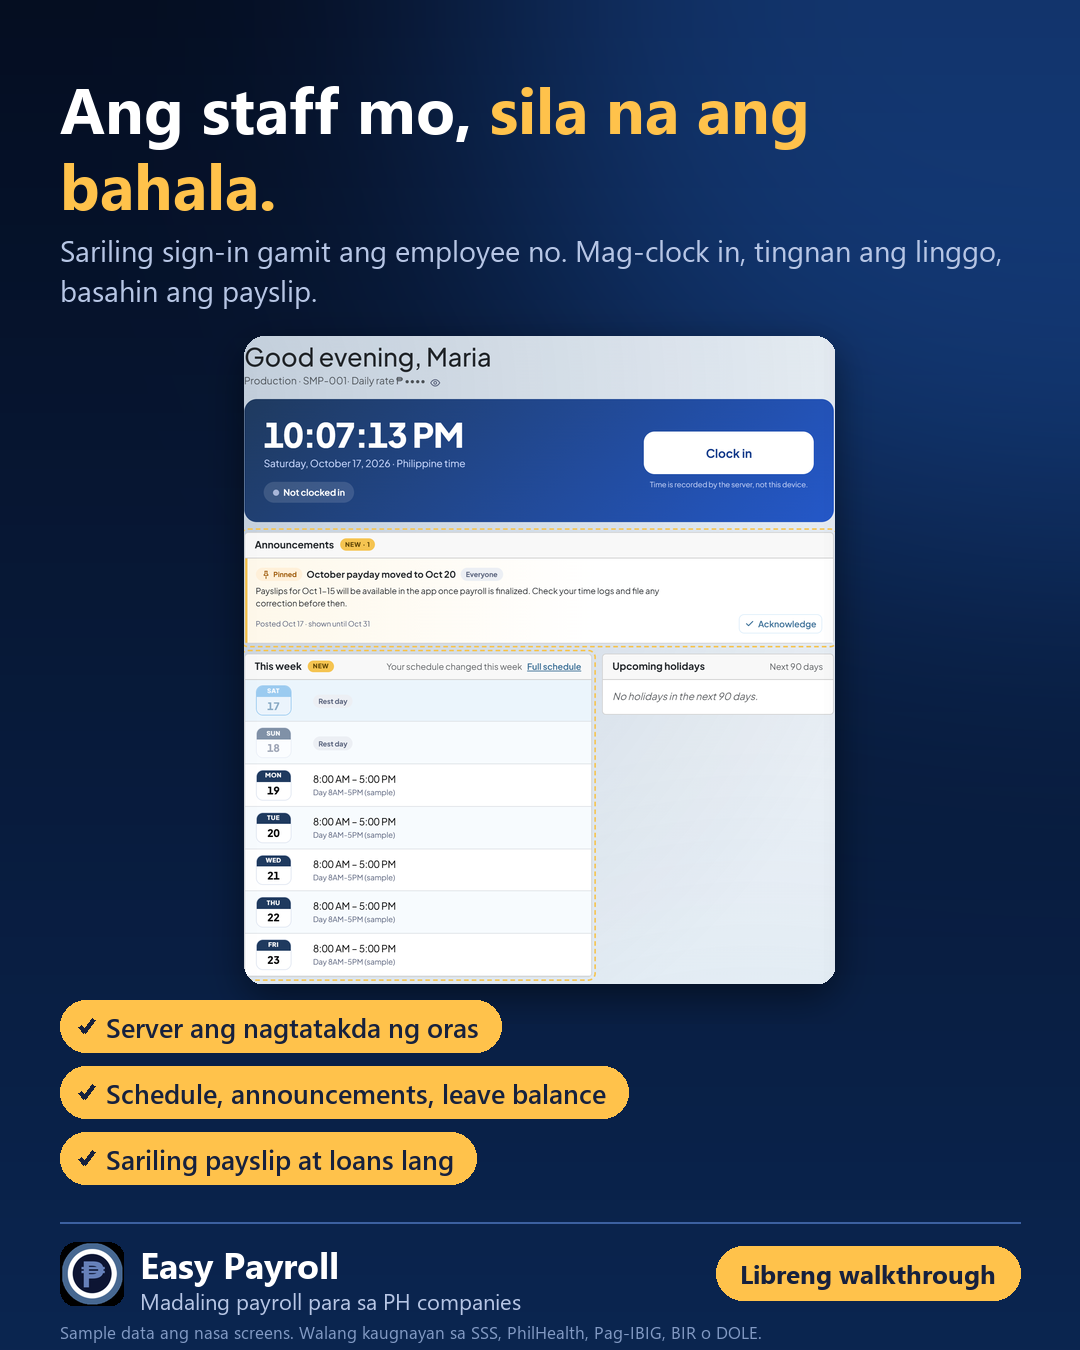 Ang staff mo, sila na ang
bahala.
Sariling sign-in gamit ang employee no. Mag-clock in, tingnan ang linggo,
basahin ang payslip.
Good evening, Maria
Production · SMP-001 · Daily rate ₱ ••••
10:07:13 PM
Saturday, October 17, 2026 · Philippine time
Not clocked in
Clock in
Time is recorded by the server, not this device.
Announcements NEW · 1
Pinned October payday moved to Oct 20 Everyone
Payslips for Oct 1–15 will be available in the app once payroll is finalized. Check your time logs and file any
correction before then.
Posted Oct 17 · shown until Oct 31
Acknowledge
This week NEW Your schedule changed this week Full schedule
SAT
17
Rest day
SUN
18
Rest day
MON
19
8:00 AM – 5:00 PM
Day 8AM-5PM (sample)
TUE
20
8:00 AM – 5:00 PM
Day 8AM-5PM (sample)
WED
21
8:00 AM – 5:00 PM
Day 8AM-5PM (sample)
THU
22
8:00 AM – 5:00 PM
Day 8AM-5PM (sample)
FRI
23
8:00 AM – 5:00 PM
Day 8AM-5PM (sample)
Upcoming holidays Next 90 days
No holidays in the next 90 days.
✔ Server ang nagtatakda ng oras
✔ Schedule, announcements, leave balance
✔ Sariling payslip at loans lang
₱
Easy Payroll
Madaling payroll para sa PH companies
Libreng walkthrough
Sample data ang nasa screens. Walang kaugnayan sa SSS, PhilHealth, Pag-IBIG, BIR o DOLE.